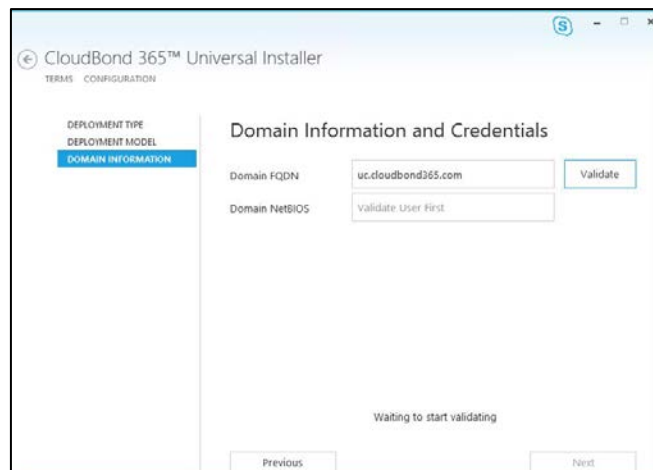 S
CloudBond 365™ Universal Installer
TERMS CONFIGURATION
DEPLOYMENT TYPE
DEPLOYMENT MODEL
DOMAIN INFORMATION
Domain Information and Credentials
Domain FQDN uc.cloudbond365.com Validate
Domain NetBIOS Validate User First
Waiting to start validating
Previous Next